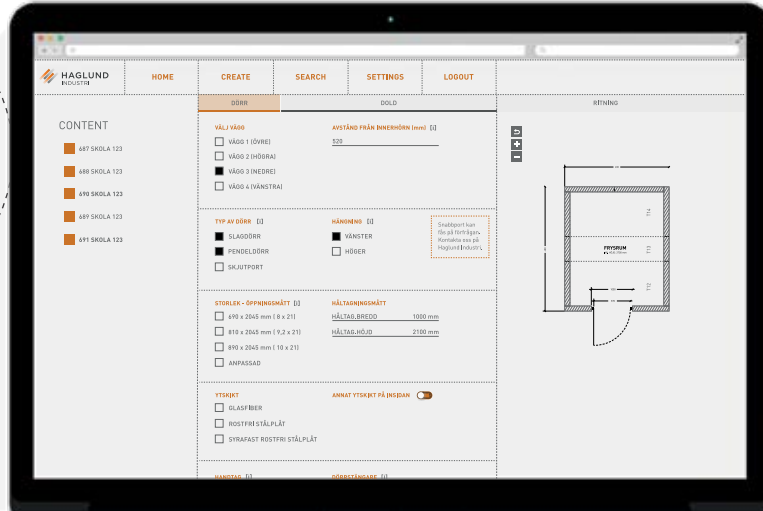 HAGLUND
INDUSTRI
HOME
CREATE
SEARCH
SETTINGS
LOGOUT
DÖRR
DOLD
RITNING
CONTENT
687 SKOLA 123
688 SKOLA 123
690 SKOLA 123
689 SKOLA 123
691 SKOLA 123
VÄLJ VÄGG
VÄGG 1 (ÖVRE)
VÄGG 2 (HÖGRA)
VÄGG 3 (NEDRE)
VÄGG 4 (VÄNSTRA)
AVSTÅND FRÅN INNERHÖRN (mm) [i]
520
TYP AV DÖRR [i]
SLAGDÖRR
PENDELDÖRR
SKJUTPORT
HÄNGNING [i]
VÄNSTER
HÖGER
Snabbport kan
fås på förfrågan.
Kontakta oss på
Haglund Industri.
STORLEK - ÖPPNINGSMÅTT [i]
690 x 2045 mm ( 8 x 21)
810 x 2045 mm ( 9,2 x 21)
890 x 2045 mm ( 10 x 21)
ANPASSAD
HÅLTAGNINGSMÅTT
HÅLTAG.BREDD 1000 mm
HÅLTAG.HÖJD 2100 mm
YTSKIKT
GLASFIBER
ROSTFRI STÅLPLÅT
SYRAFAST ROSTFRI STÅLPLÅT
ANNAT YTSKIKT PÅ INSIDAN
HANDTAG [i]
DÖRRSTÄNGARE [i]
FRYSRUM
T14
T13
T12